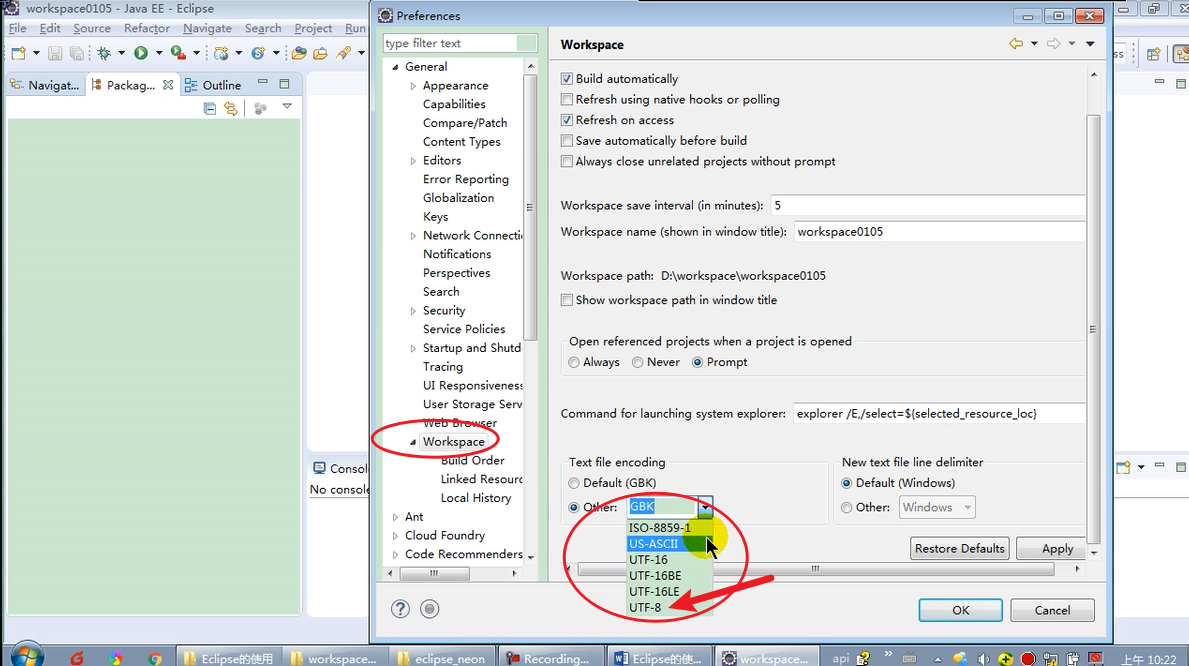 workspace0105 - Java EE - Eclipse
File Edit Source Refactor Navigate Search Project Run
Navigat... Packag... Outline
Preferences
type filter text
General
Appearance
Capabilities
Compare/Patch
Content Types
Editors
Error Reporting
Globalization
Keys
Network Connecti
Notifications
Perspectives
Search
Security
Service Policies
Startup and Shutd
Tracing
UI Responsiveness
User Storage Serv
Web Browser
Workspace
Build Order
Linked Resourc
Local History
Ant
Cloud Foundry
Code Recommenders
Workspace
Build automatically
Refresh using native hooks or polling
Refresh on access
Save automatically before build
Always close unrelated projects without prompt
Workspace save interval (in minutes): 5
Workspace name (shown in window title): workspace0105
Workspace path: D:\workspace\workspace0105
Show workspace path in window title
Open referenced projects when a project is opened
Always Never Prompt
Command for launching system explorer: explorer /E,/select=${selected_resource_loc}
Text file encoding
Default (GBK)
Other: GBK
ISO-8859-1
US-ASCII
UTF-16
UTF-16BE
UTF-16LE
UTF-8
New text file line delimiter
Default (Windows)
Other: Windows
Restore Defaults Apply
OK Cancel
Consol
No console
Eclipse的使用 workspace... eclipse_neon Recording... Eclipse的使... workspace... api 上午 10:22